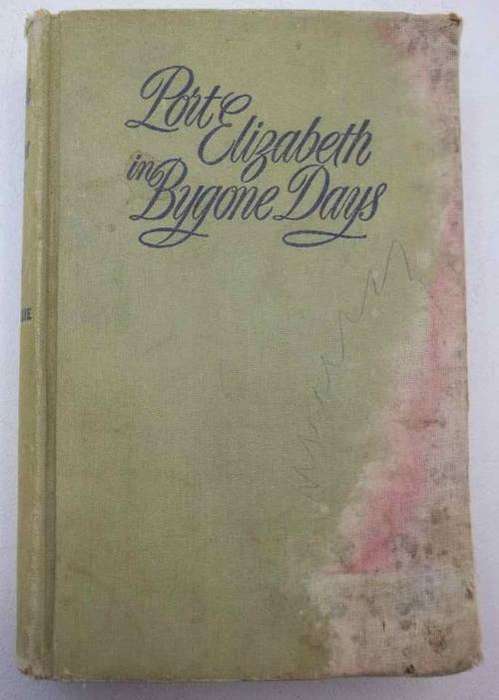 Port
Elizabeth
in
Bygone Days